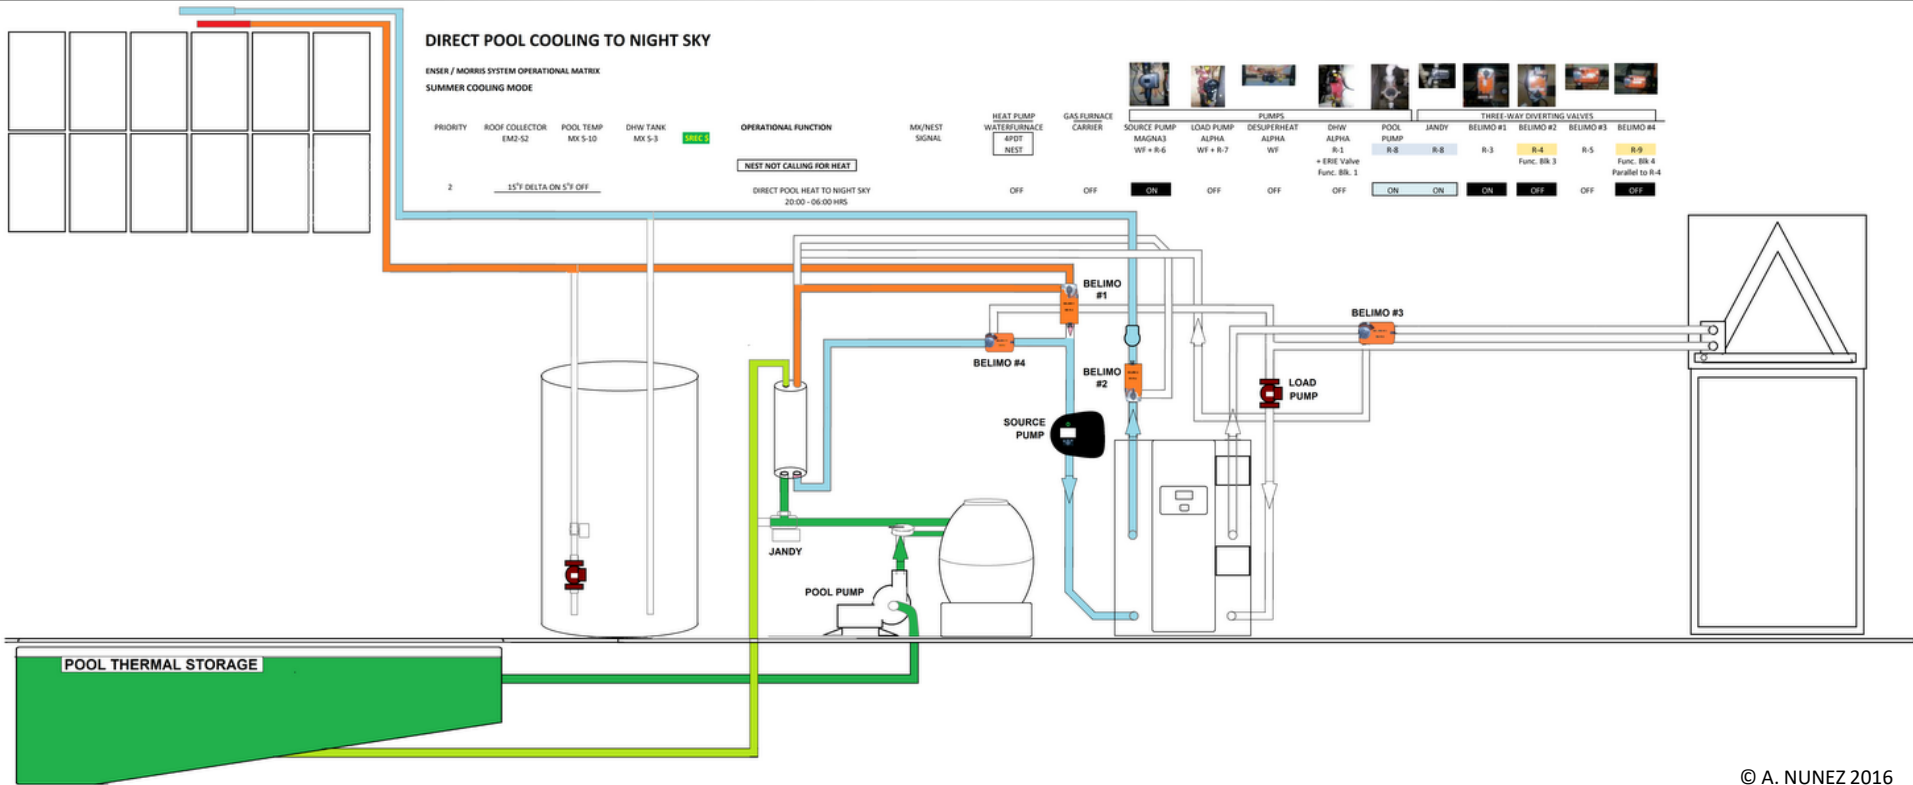 DIRECT POOL COOLING TO NIGHT SKY
ENSER / MORRIS SYSTEM OPERATIONAL MATRIX
SUMMER COOLING MODE
PRIORITY
ROOF COLLECTOR
EM2-S2
POOL TEMP
MX S-10
DHW TANK
MX S-3
SREC $
OPERATIONAL FUNCTION
MX/NEST
SIGNAL
HEAT PUMP
WATERFURNACE
4PDT
NEST
GAS FURNACE
CARRIER
PUMPS
THREE-WAY DIVERTING VALVES
SOURCE PUMP
MAGNA3
WF + R-6
LOAD PUMP
ALPHA
WF + R-7
DESUPERHEAT
ALPHA
WF
DHW
ALPHA
R-1
+ ERIE Valve
Func. Blk. 1
POOL
PUMP
R-8
JANDY
R-8
BELIMO #1
R-3
BELIMO #2
R-4
Func. Blk 3
BELIMO #3
R-5
BELIMO #4
R-9
Func. Blk 4
Parallel to R-4
NEST NOT CALLING FOR HEAT
2
15°F DELTA ON 5°F OFF
DIRECT POOL HEAT TO NIGHT SKY
20:00 - 06:00 HRS
OFF
OFF
ON
OFF
OFF
OFF
ON
ON
ON
OFF
OFF
OFF
BELIMO
#1
BELIMO #3
BELIMO #4
BELIMO
#2
LOAD
PUMP
SOURCE
PUMP
JANDY
POOL PUMP
POOL THERMAL STORAGE
© A. NUNEZ 2016